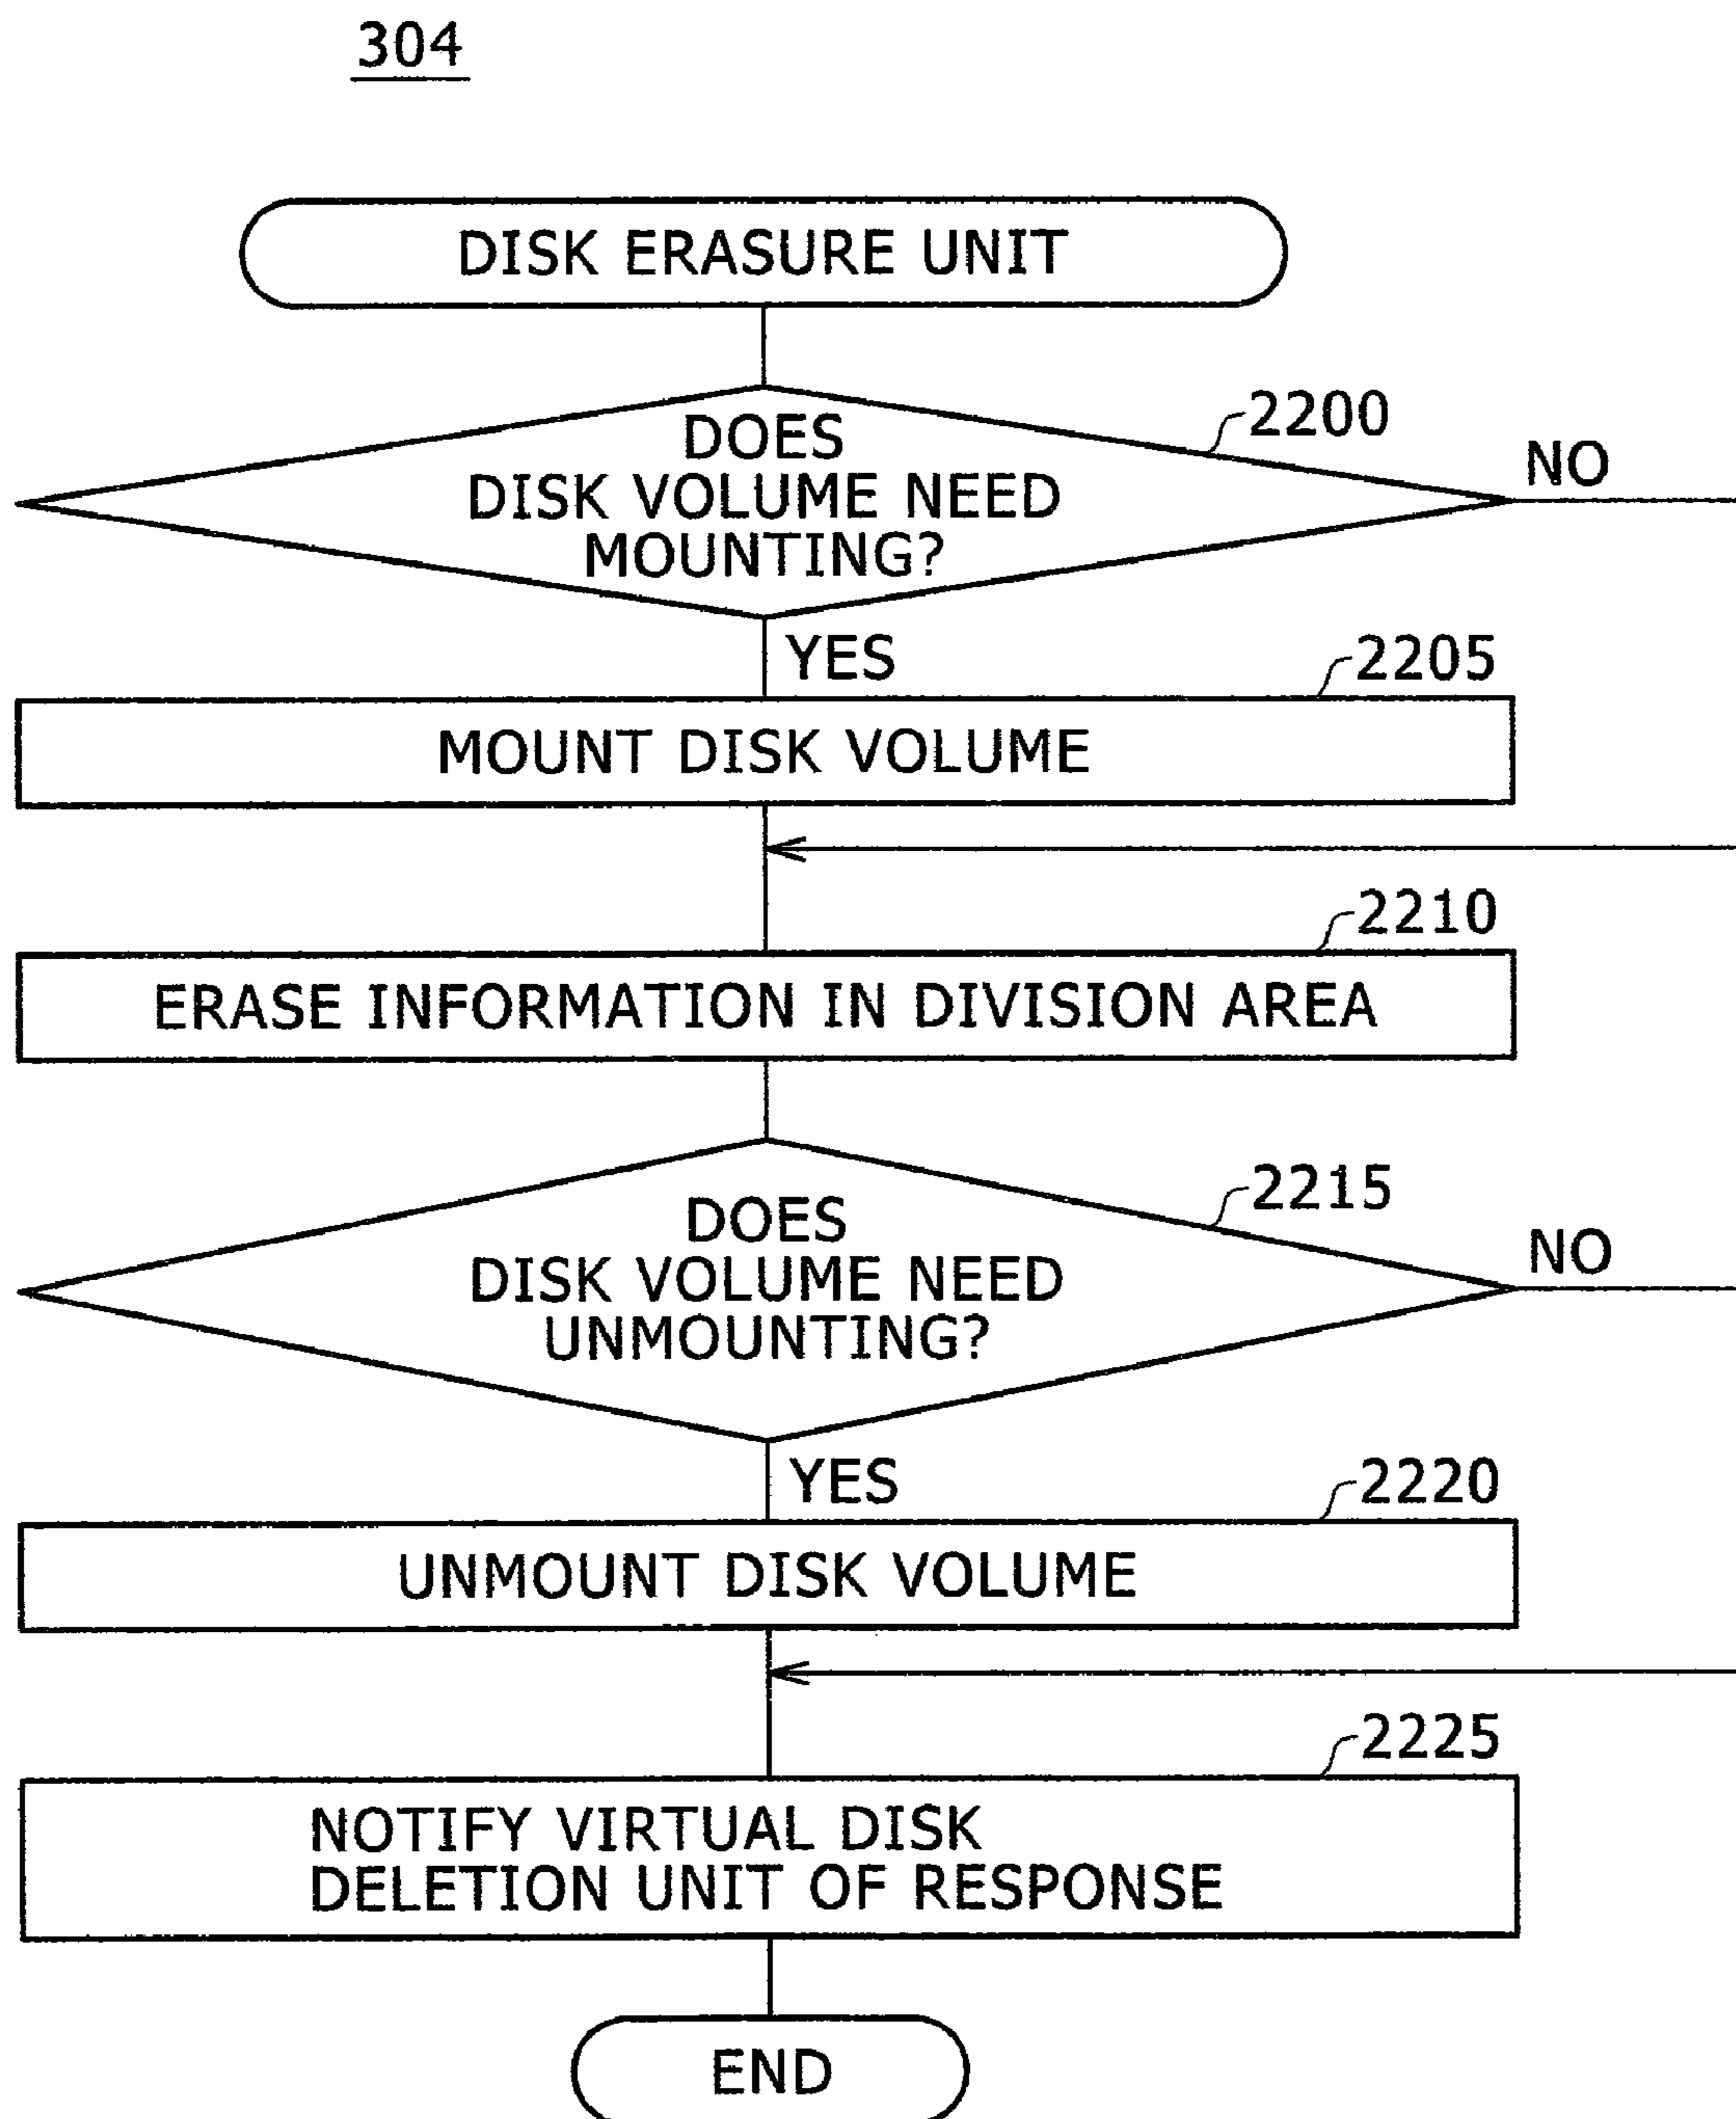 304
DISK ERASURE UNIT
2200
DOES
DISK VOLUME NEED
MOUNTING?
NO
YES
2205
MOUNT DISK VOLUME
2210
ERASE INFORMATION IN DIVISION AREA
2215
DOES
DISK VOLUME NEED
UNMOUNTING?
NO
YES
2220
UNMOUNT DISK VOLUME
2225
NOTIFY VIRTUAL DISK
DELETION UNIT OF RESPONSE
END